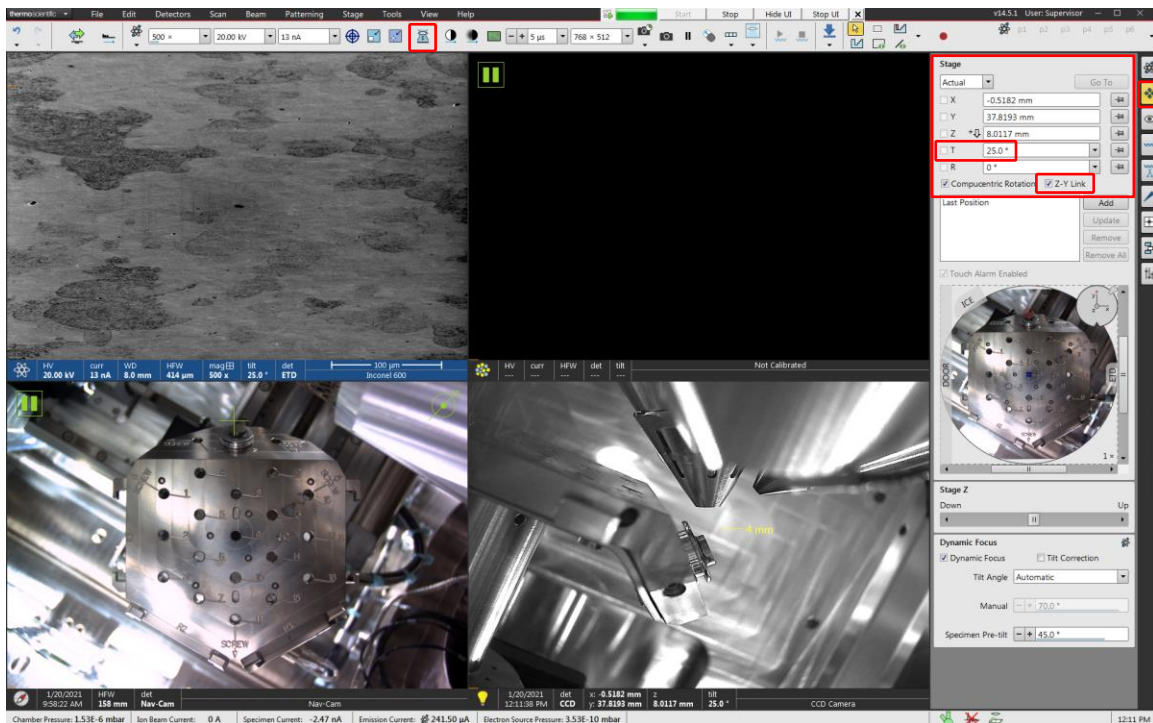 thermoscientific File Edit Detectors Scan Beam Patterning Stage Tools View Help Start Stop Hide UI Stop UI X v14.5.1 User: Supervisor
500 × 20.00 kV 13 nA 5 µs 768 × 512 p1 p2 p3 p4 p5 p6
Stage
Actual Go To
X -0.5182 mm
Y 37.8193 mm
Z 8.0117 mm
T 25.0 °
R 0 °
Compucentric Rotation Z-Y Link
Last Position Add
Update
Remove
Remove All
Touch Alarm Enabled
ICE
DOOR
ETD
1 ×
HV curr WD HFW mag tilt det 100 µm
20.00 kV 13 nA 8.0 mm 414 µm 500 x 25.0 ° ETD Inconel 600
HV curr HFW det tilt Not Calibrated
--- --- --- --- ---
4 mm
R2
SCREW
Stage Z
Down Up
Dynamic Focus
Dynamic Focus Tilt Correction
Tilt Angle Automatic
Manual 70.0 °
Specimen Pre-tilt 45.0 °
1/20/2021 HFW det
9:58:22 AM 158 mm Nav-Cam Nav-Cam
1/20/2021 det x: -0.5182 mm z tilt
12:11:38 PM CCD y: 37.8193 mm 8.0117 mm 25.0 ° CCD Camera
Chamber Pressure: 1.53E-6 mbar Ion Beam Current: 0 A Specimen Current: -2.47 nA Emission Current: 241.50 µA Electron Source Pressure: 3.53E-10 mbar 12:11 PM